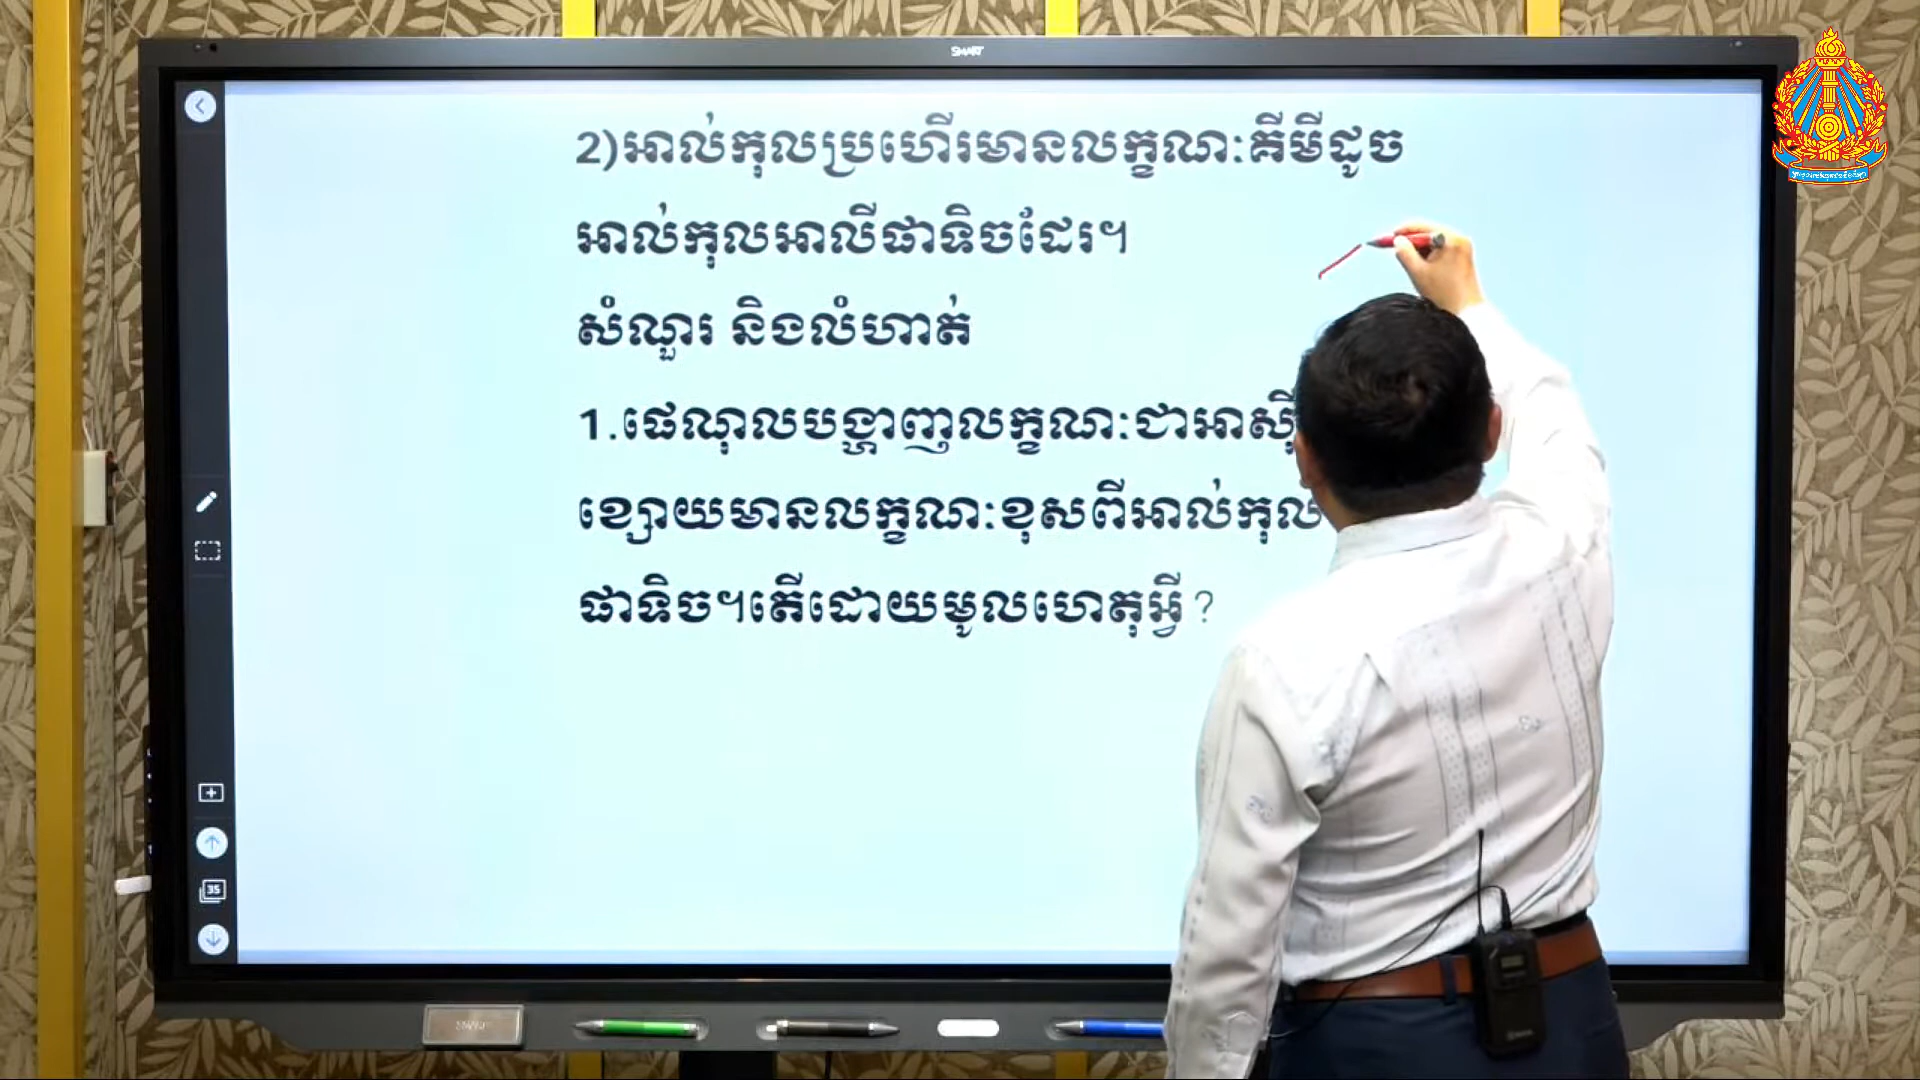 SMART
2)អាល់កុលប្រហើរមានលក្ខណៈគីមីដូច
អាល់កុលអាលីផាទិចដែរ។
សំណួរ និងលំហាត់
1.ផេណុលបង្ហាញលក្ខណៈជាអាស៊ី
ខ្សោយមានលក្ខណៈខុសពីអាល់កុល
ផាទិច។តើដោយមូលហេតុអ្វី?
35
SMART